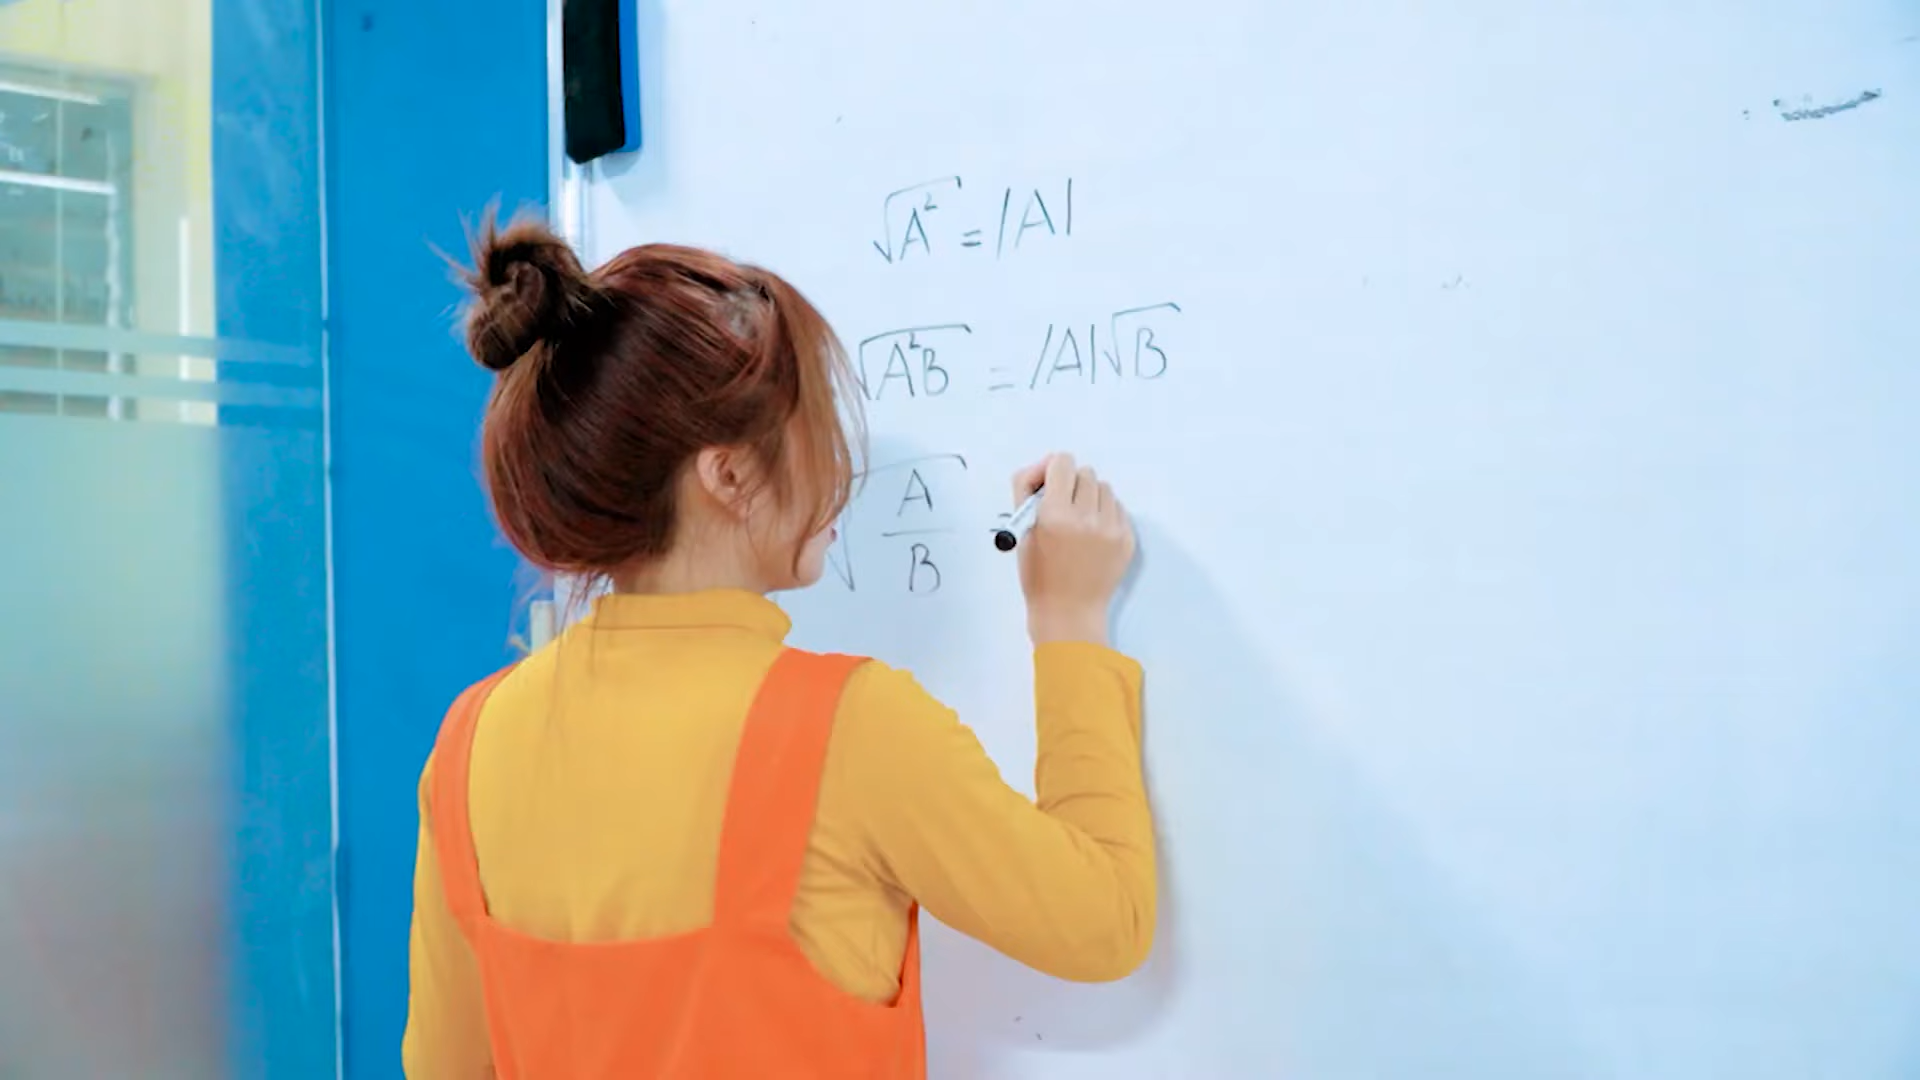 √A² = |A|
√A²B = |A|√B
√A/B =